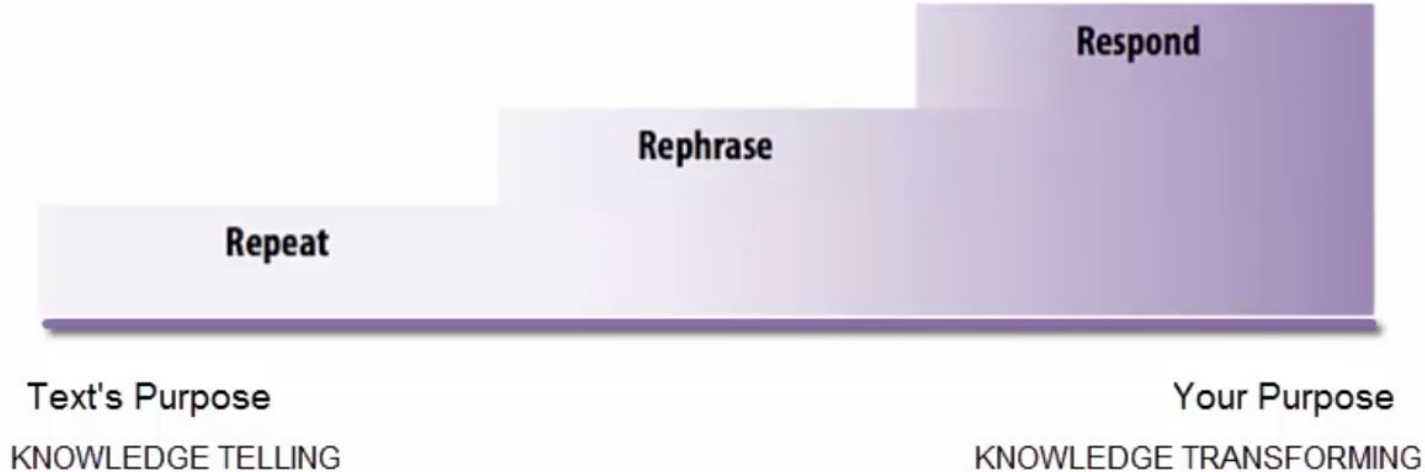 Respond
Rephrase
Repeat
Text's Purpose
Your Purpose
KNOWLEDGE TELLING
KNOWLEDGE TRANSFORMING